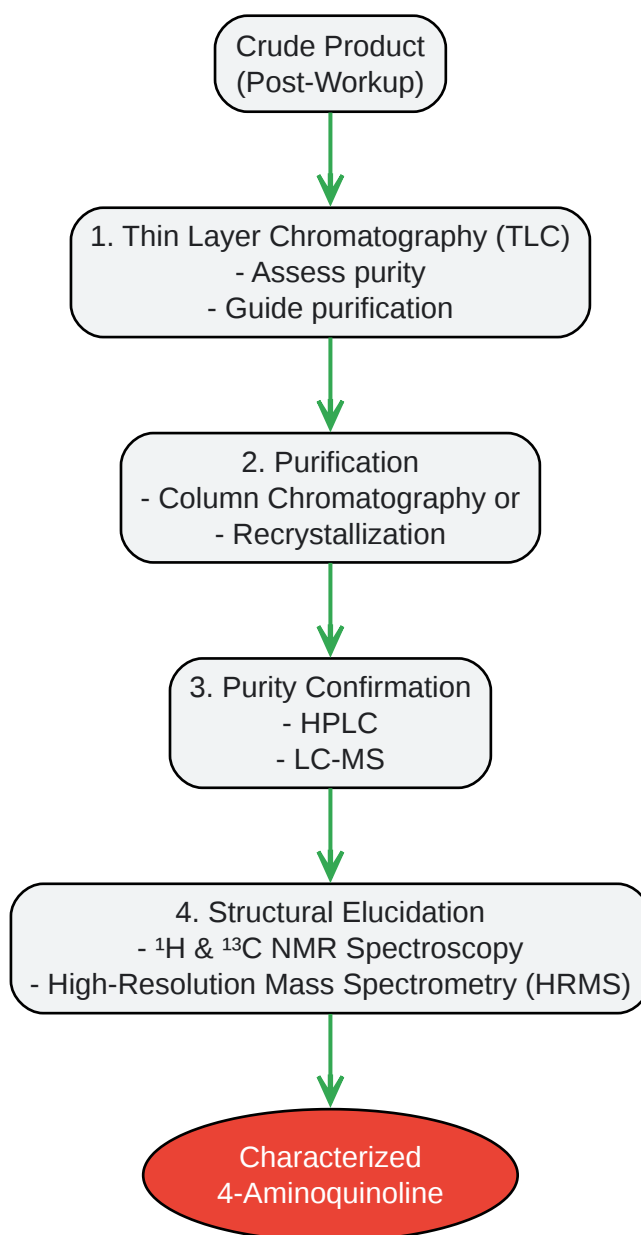 Crude Product
(Post-Workup)
1. Thin Layer Chromatography (TLC)
- Assess purity
- Guide purification
2. Purification
- Column Chromatography or
- Recrystallization
3. Purity Confirmation
- HPLC
- LC-MS
4. Structural Elucidation
- ¹H & ¹³C NMR Spectroscopy
- High-Resolution Mass Spectrometry (HRMS)
Characterized
4-Aminoquinoline